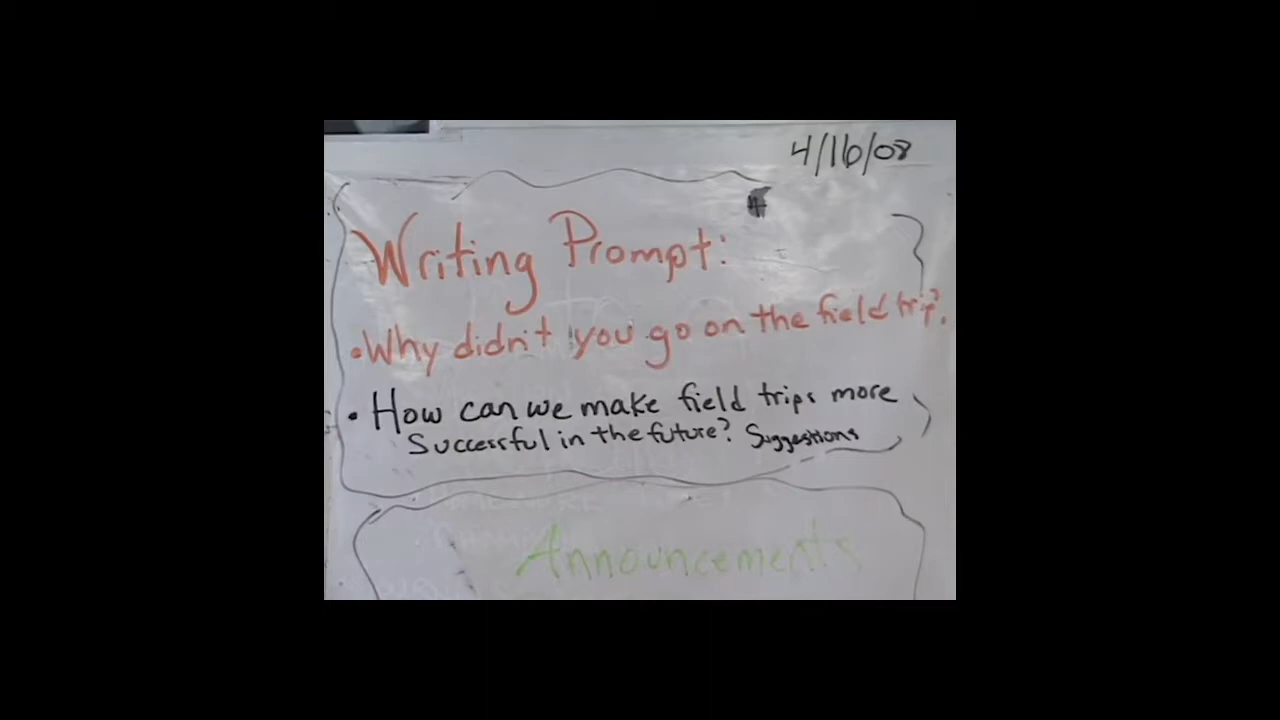 4/16/08
Writing Prompt:
• Why didn't you go on the field trip?
• How can we make field trips more
Successful in the future? Suggestions
Announcements